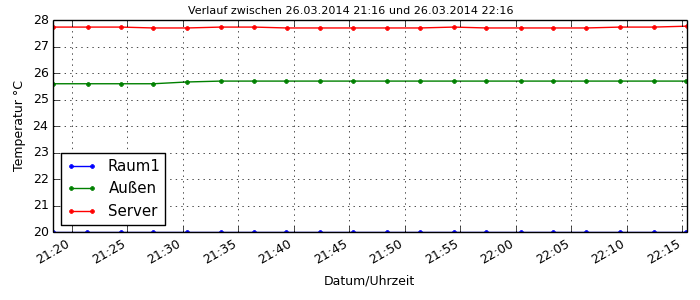 Verlauf zwischen 26.03.2014 21:16 und 26.03.2014 22:16
28
27
26
25
24
23
22
21
20
Temperatur °C
Raum1
Außen
Server
21:20 21:25 21:30 21:35 21:40 21:45 21:50 21:55 22:00 22:05 22:10 22:15
Datum/Uhrzeit